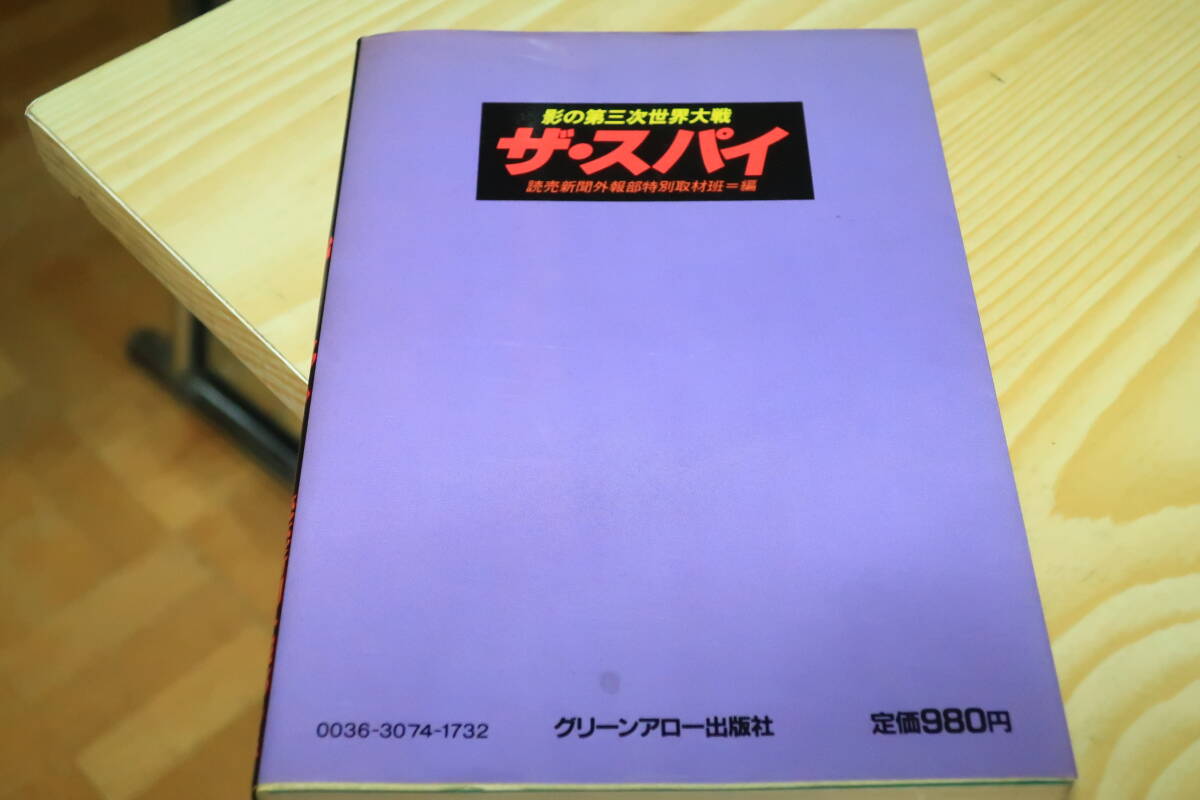 影の第三次世界大戦
ザ・スパイ
読売新聞外報部特別取材班=編
0036-3074-1732 グリーンアロー出版社 定価980円